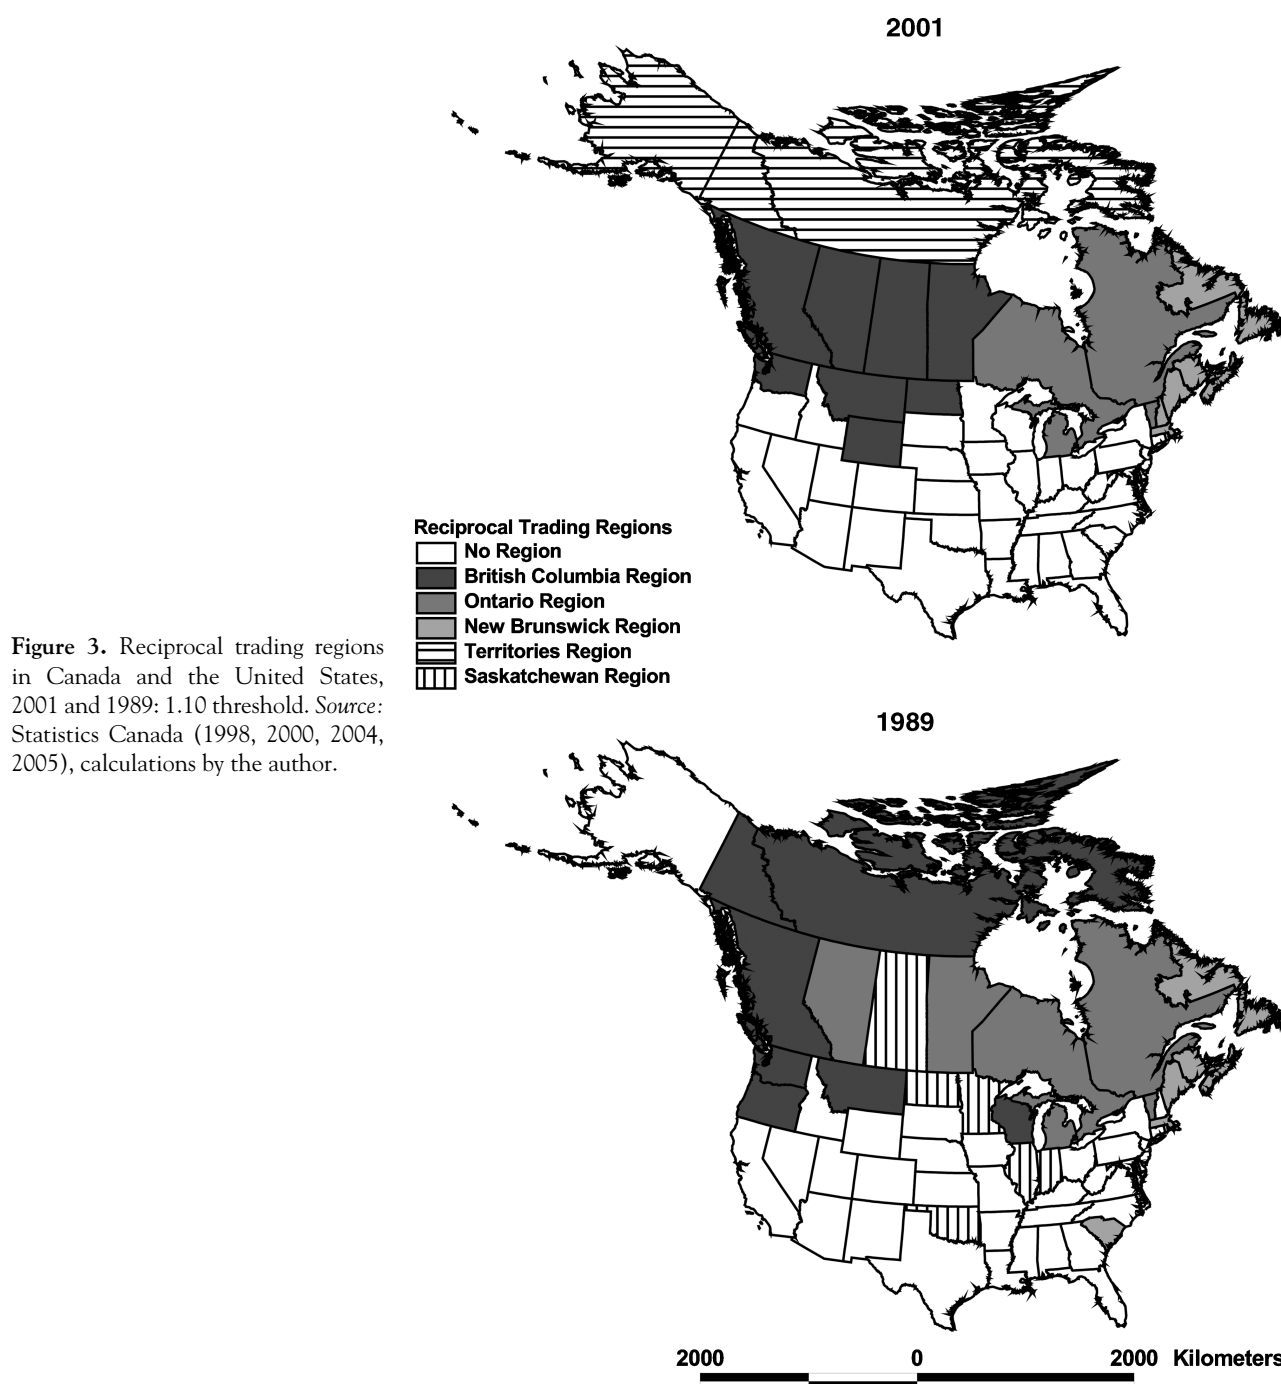 2001
Reciprocal Trading Regions
No Region
British Columbia Region
Ontario Region
New Brunswick Region
Territories Region
Saskatchewan Region
Figure 3. Reciprocal trading regions
in Canada and the United States,
2001 and 1989: 1.10 threshold. Source:
Statistics Canada (1998, 2000, 2004,
2005), calculations by the author.
1989
2000 0 2000 Kilometers